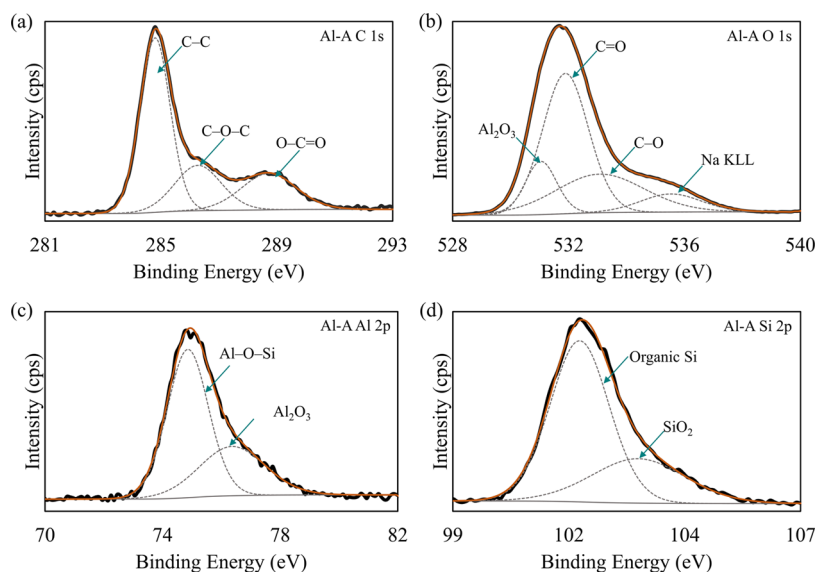 (a)
Al-A C 1s
C–C
C–O–C
O–C=O
Intensity (cps)
281 285 289 293
Binding Energy (eV)
(b)
Al-A O 1s
C=O
Al₂O₃
C–O
Na KLL
Intensity (cps)
528 532 536 540
Binding Energy (eV)
(c)
Al-A Al 2p
Al–O–Si
Al₂O₃
Intensity (cps)
70 74 78 82
Binding Energy (eV)
(d)
Al-A Si 2p
Organic Si
SiO₂
Intensity (cps)
99 102 104 107
Binding Energy (eV)